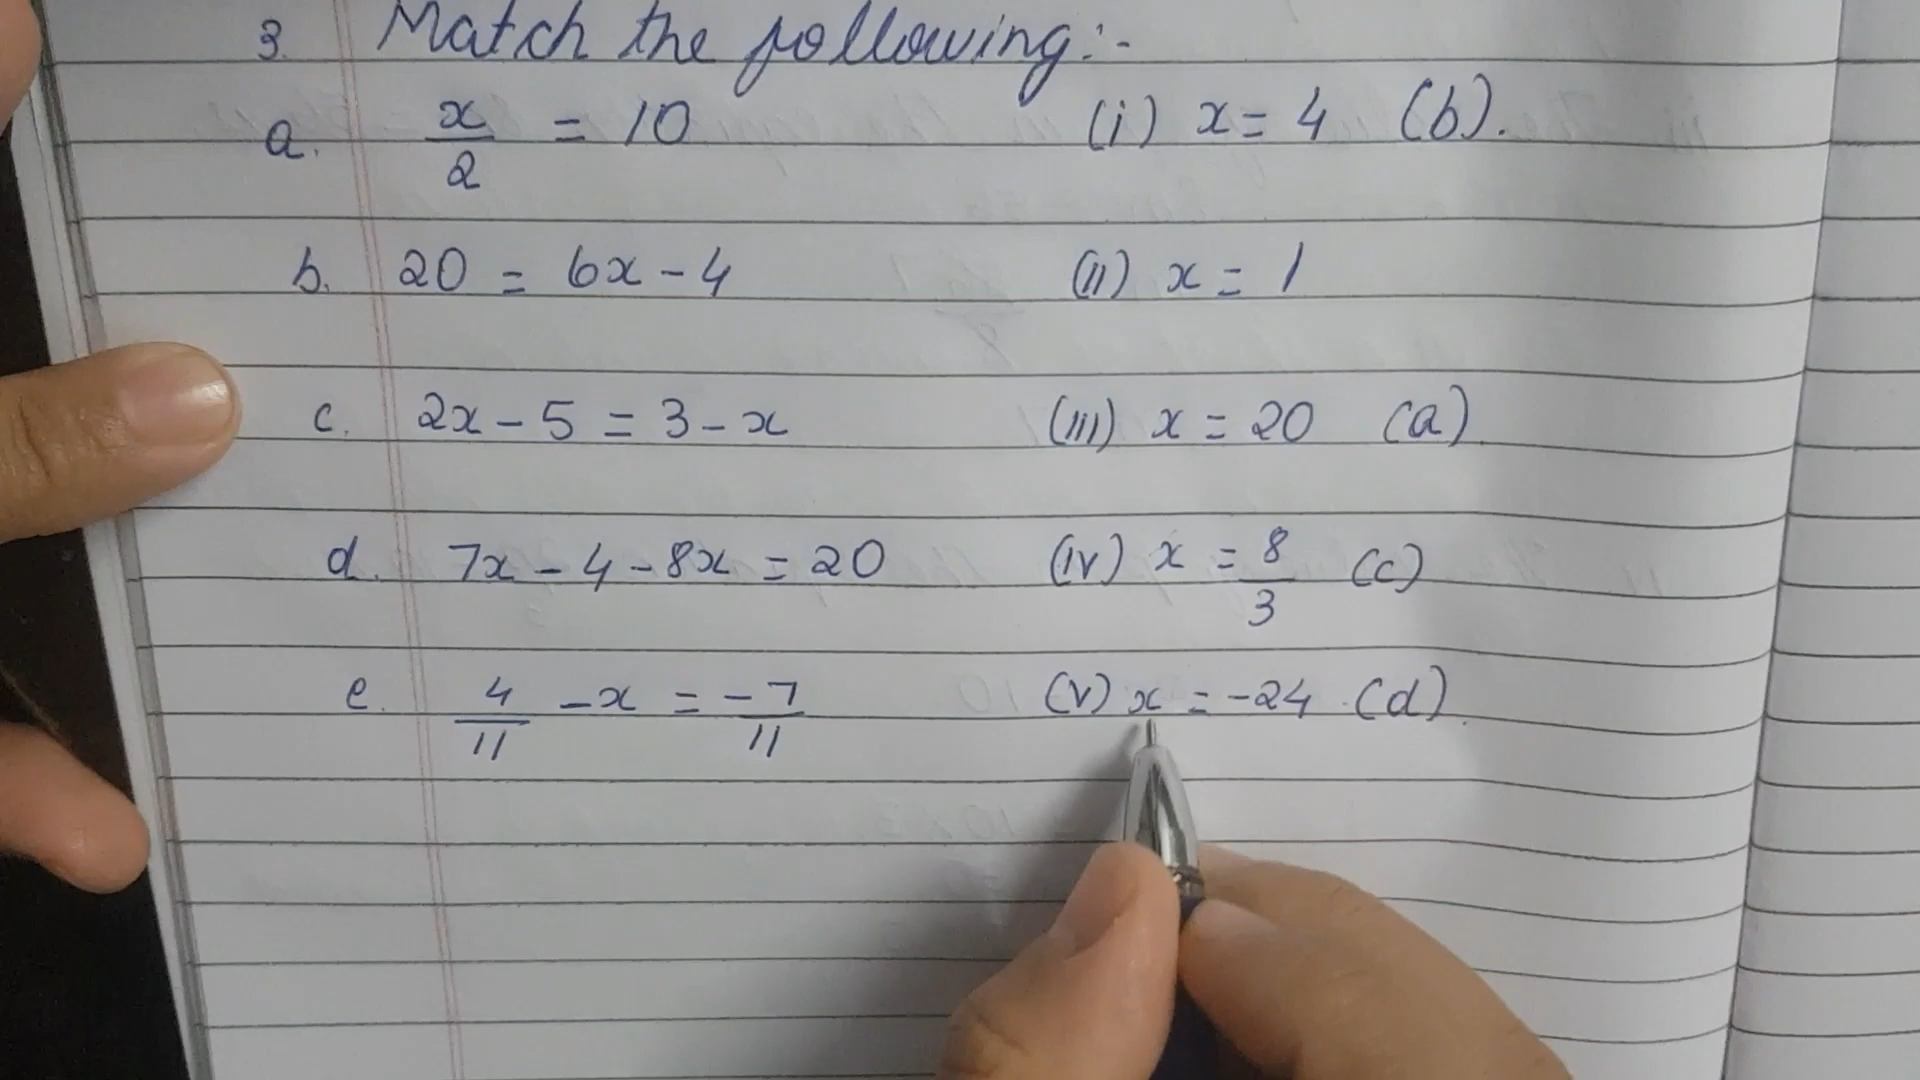 3. Match the following:-
a. x/2 = 10 (i) x = 4 (b).
b. 20 = 6x - 4 (ii) x = 1
c. 2x - 5 = 3 - x (iii) x = 20 (a)
d. 7x - 4 - 8x = 20 (iv) x = 8/3 (c)
e. 4/11 - x = -7/11 (v) x = -24 (d)